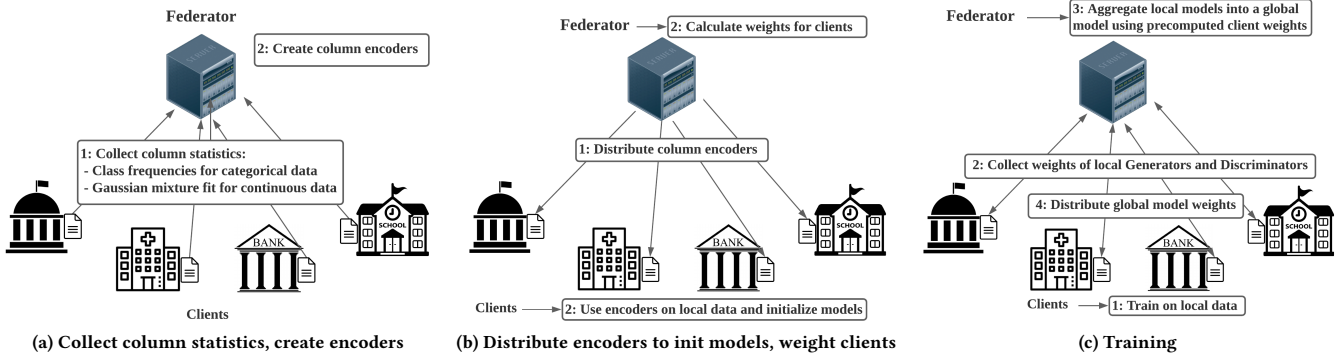 Federator
SERVER
2: Create column encoders
1: Collect column statistics:
- Class frequencies for categorical data
- Gaussian mixture fit for continuous data
SCHOOL
BANK
Clients
(a) Collect column statistics, create encoders
Federator
2: Calculate weights for clients
SERVER
1: Distribute column encoders
SCHOOL
BANK
Clients
2: Use encoders on local data and initialize models
(b) Distribute encoders to init models, weight clients
Federator
3: Aggregate local models into a global
model using precomputed client weights
SERVER
2: Collect weights of local Generators and Discriminators
4: Distribute global model weights
SCHOOL
BANK
Clients
1: Train on local data
(c) Training